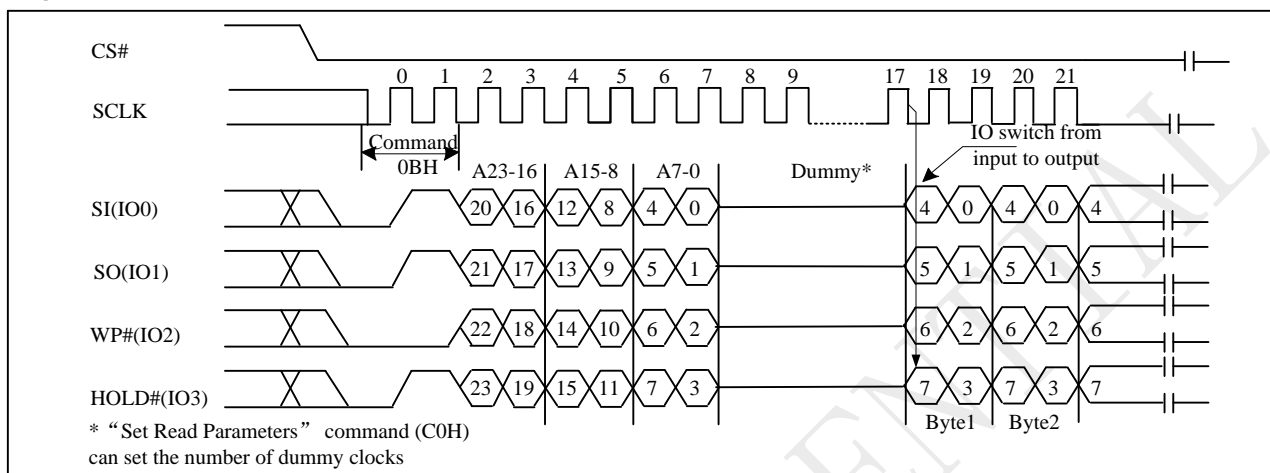 CS#
0 1 2 3 4 5 6 7 8 9 17 18 19 20 21
SCLK
Command
0BH
IO switch from
input to output
A23-16 A15-8 A7-0 Dummy*
SI(IO0) 20 16 12 8 4 0 4 0 4 0 4
SO(IO1) 21 17 13 9 5 1 5 1 5 1 5
WP#(IO2) 22 18 14 10 6 2 6 2 6 2 6
HOLD#(IO3) 23 19 15 11 7 3 7 3 7 3 7
Byte1 Byte2
* “Set Read Parameters” command (C0H)
can set the number of dummy clocks
ENTIAL